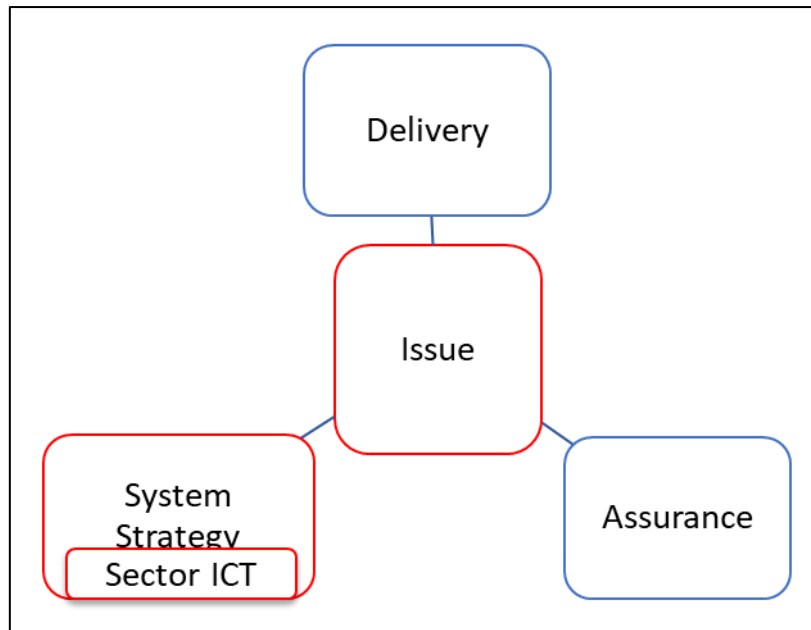 Delivery
Issue
System
Strategy
Sector ICT
Assurance